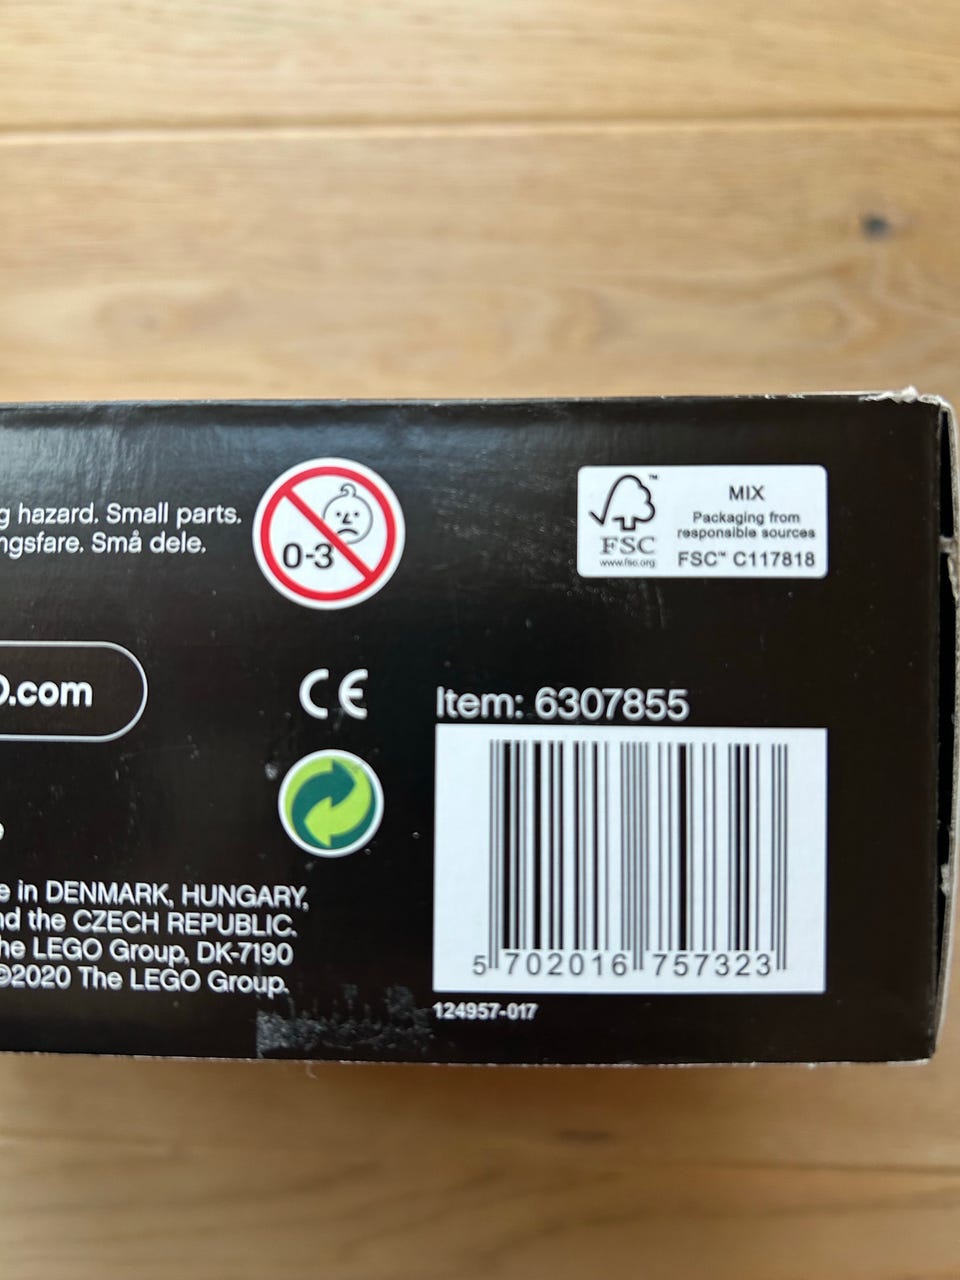 g hazard. Small parts.
ngsfare. Små dele.
0-3
FSC
www.fsc.org
MIX
Packaging from
responsible sources
FSC™ C117818
O.com
CE
Item: 6307855
5 702016 757323
124957-017
e in DENMARK, HUNGARY,
nd the CZECH REPUBLIC.
he LEGO Group, DK-7190
©2020 The LEGO Group.